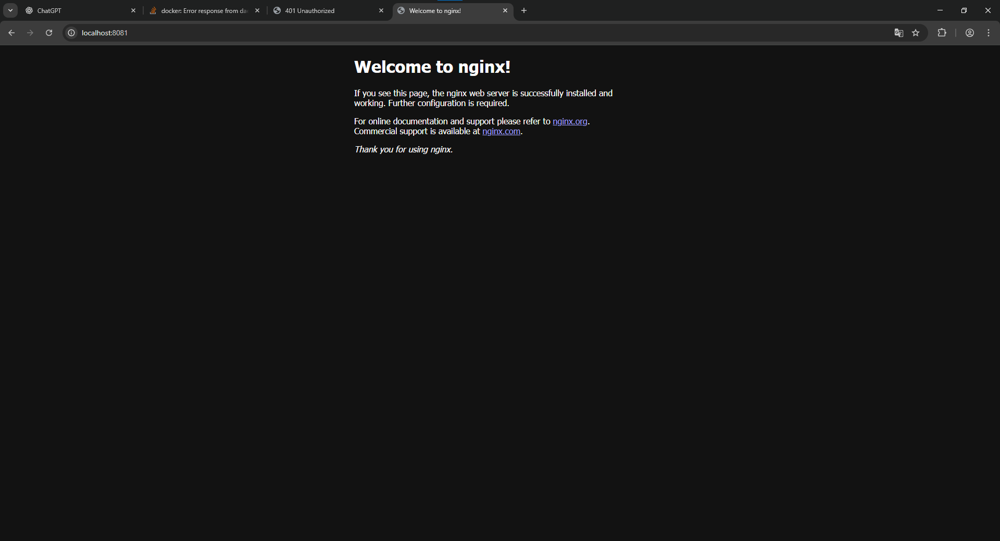 ChatGPT
docker: Error response from dae
401 Unauthorized
Welcome to nginx!
localhost:8081
Welcome to nginx!
If you see this page, the nginx web server is successfully installed and
working. Further configuration is required.
For online documentation and support please refer to nginx.org.
Commercial support is available at nginx.com.
Thank you for using nginx.